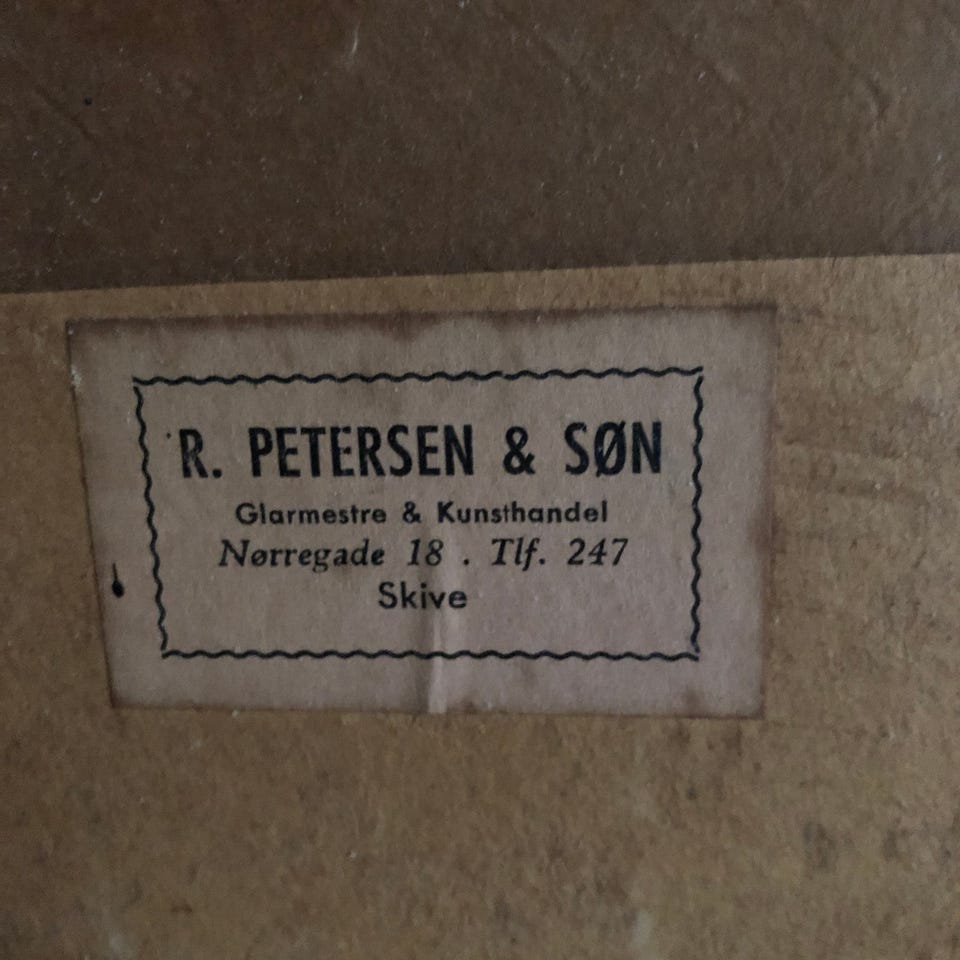 R. PETERSEN & SØN
Glarmestre & Kunsthandel
Nørregade 18 . Tlf. 247
Skive